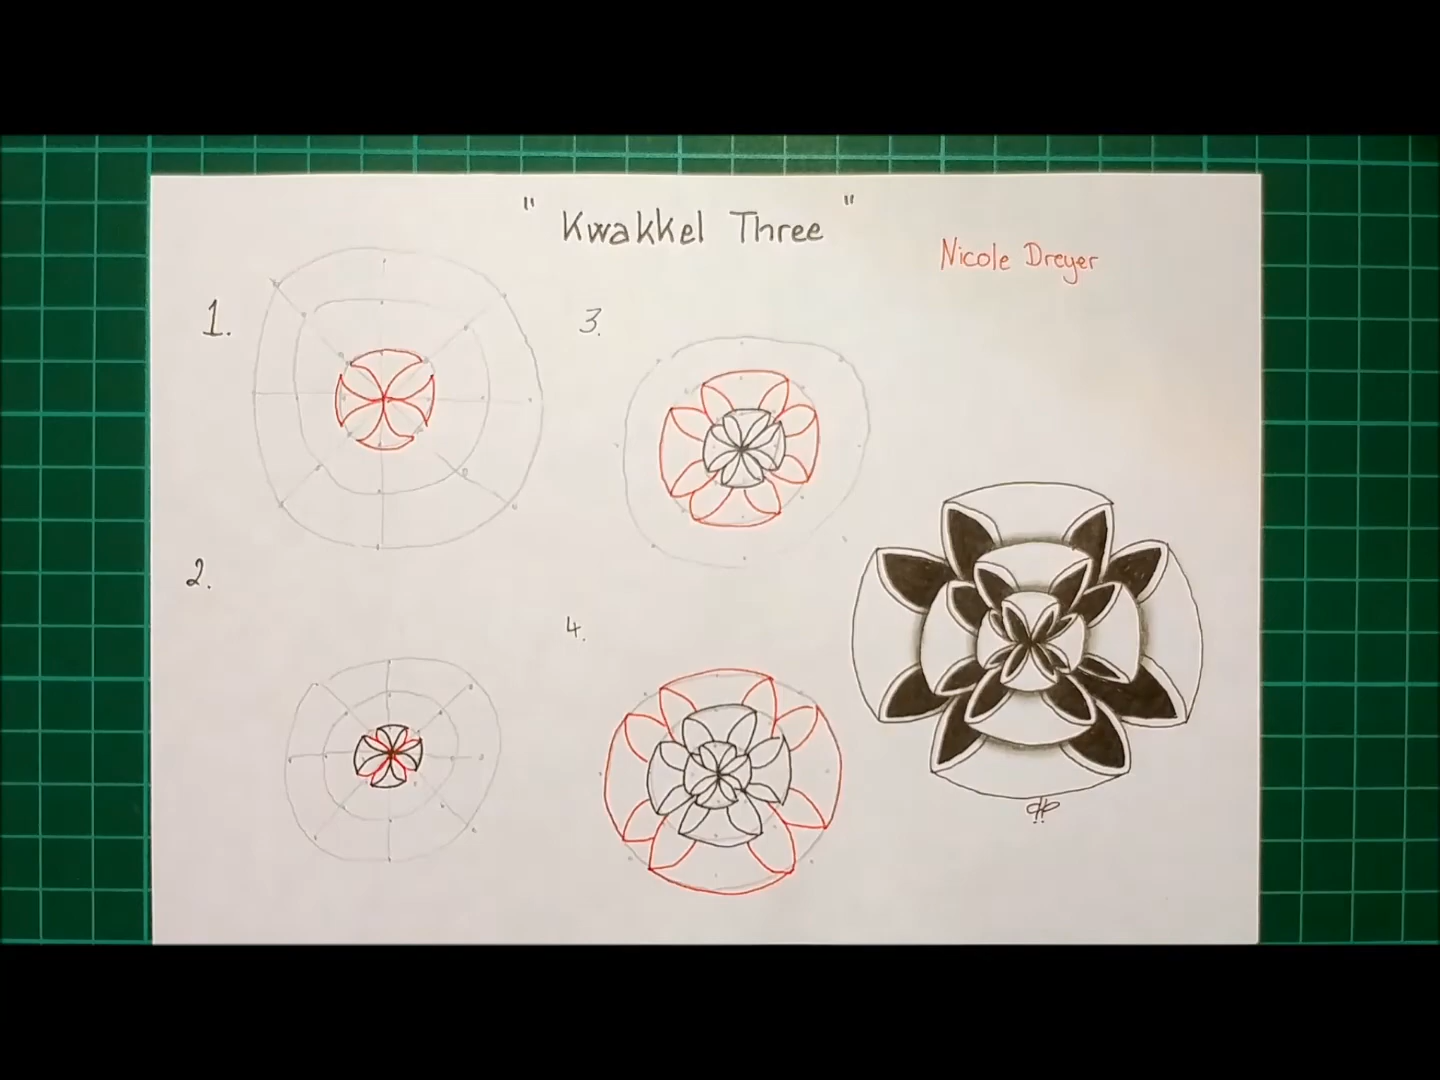 " Kwakkel Three "
Nicole Dreyer
1.
2.
3.
4.